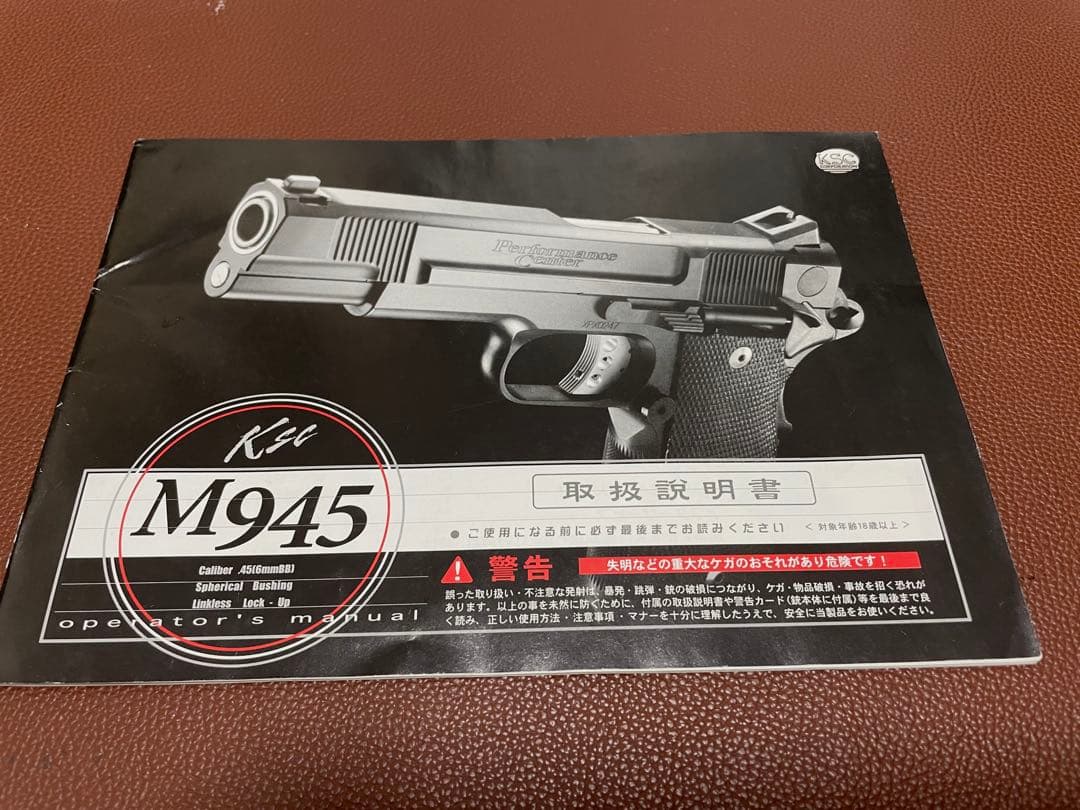 KSC
CORPORATION
Performance
Center
KSC
M945
Caliber .45(6mmBB)
Spherical Bushing
Linkless Lock - Up
operator's manual
取扱説明書
● ご使用になる前に必ず最後までお読みください <対象年齢18歳以上>
警告
失明などの重大なケガのおそれがあり危険です！
誤った取り扱い・不注意な発射は、暴発・跳弾・銃の破損につながり、ケガ・物品破損・事故を招く恐れが
あります。以上の事を未然に防ぐために、付属の取扱説明書や警告カード(銃本体に付属)等を最後まで良
く読み、正しい使用方法・注意事項・マナーを十分に理解したうえで、安全に当製品をお使いください。